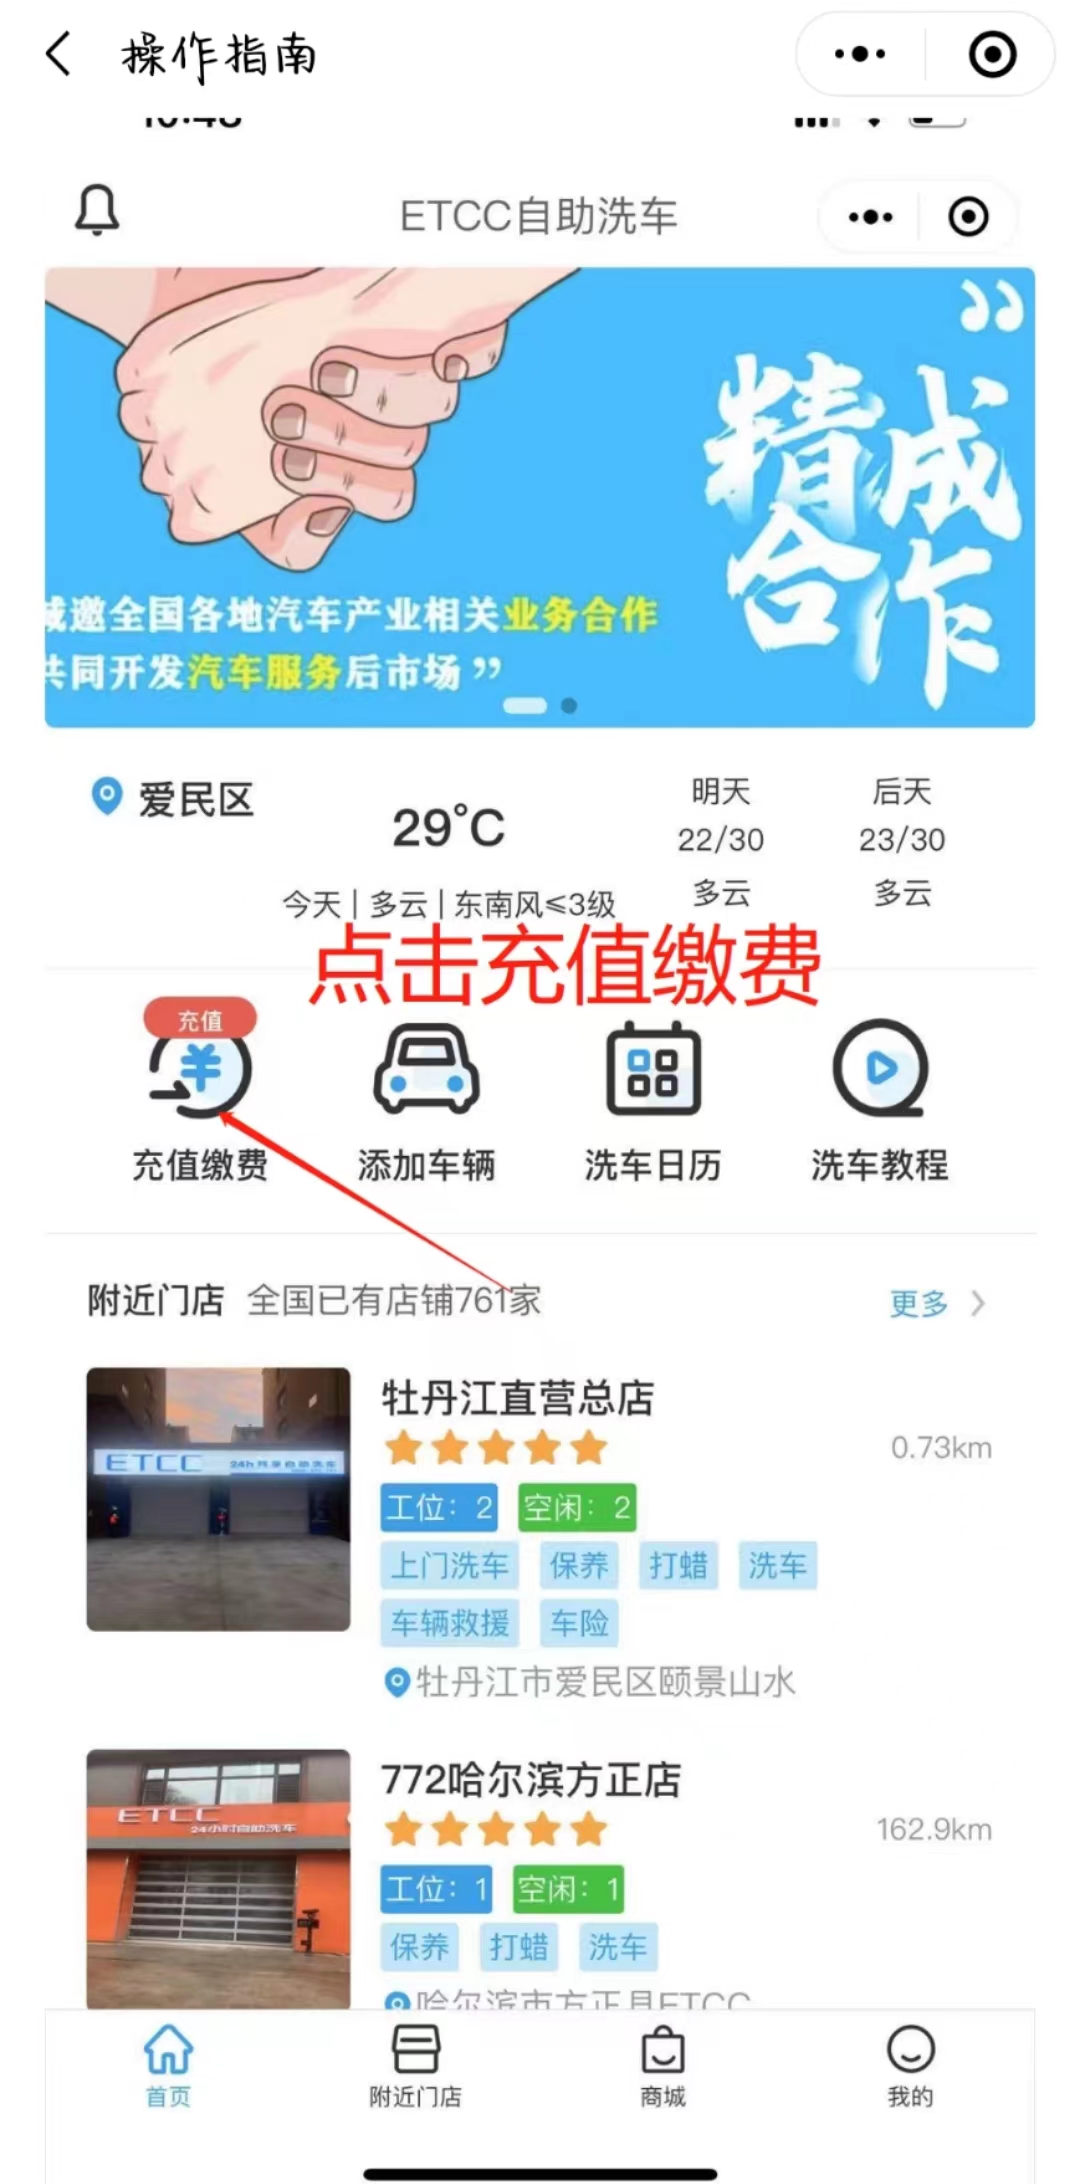 操作指南
ETCC自助洗车
精成
合作
诚邀全国各地汽车产业相关业务合作
共同开发汽车服务后市场 ”
爱民区
29°C
今天 | 多云 | 东南风≤3级
明天
22/30
多云
后天
23/30
多云
点击充值缴费
充值
充值缴费
添加车辆
洗车日历
洗车教程
附近门店 全国已有店铺761家
更多
牡丹江直营总店
0.73km
工位：2 空闲：2
上门洗车 保养 打蜡 洗车
车辆救援 车险
牡丹江市爱民区颐景山水
ETCC
772哈尔滨方正店
162.9km
工位：1 空闲：1
保养 打蜡 洗车
哈尔滨市方正县ETCC
ETCC
24小时自助洗车
首页
附近门店
商城
我的